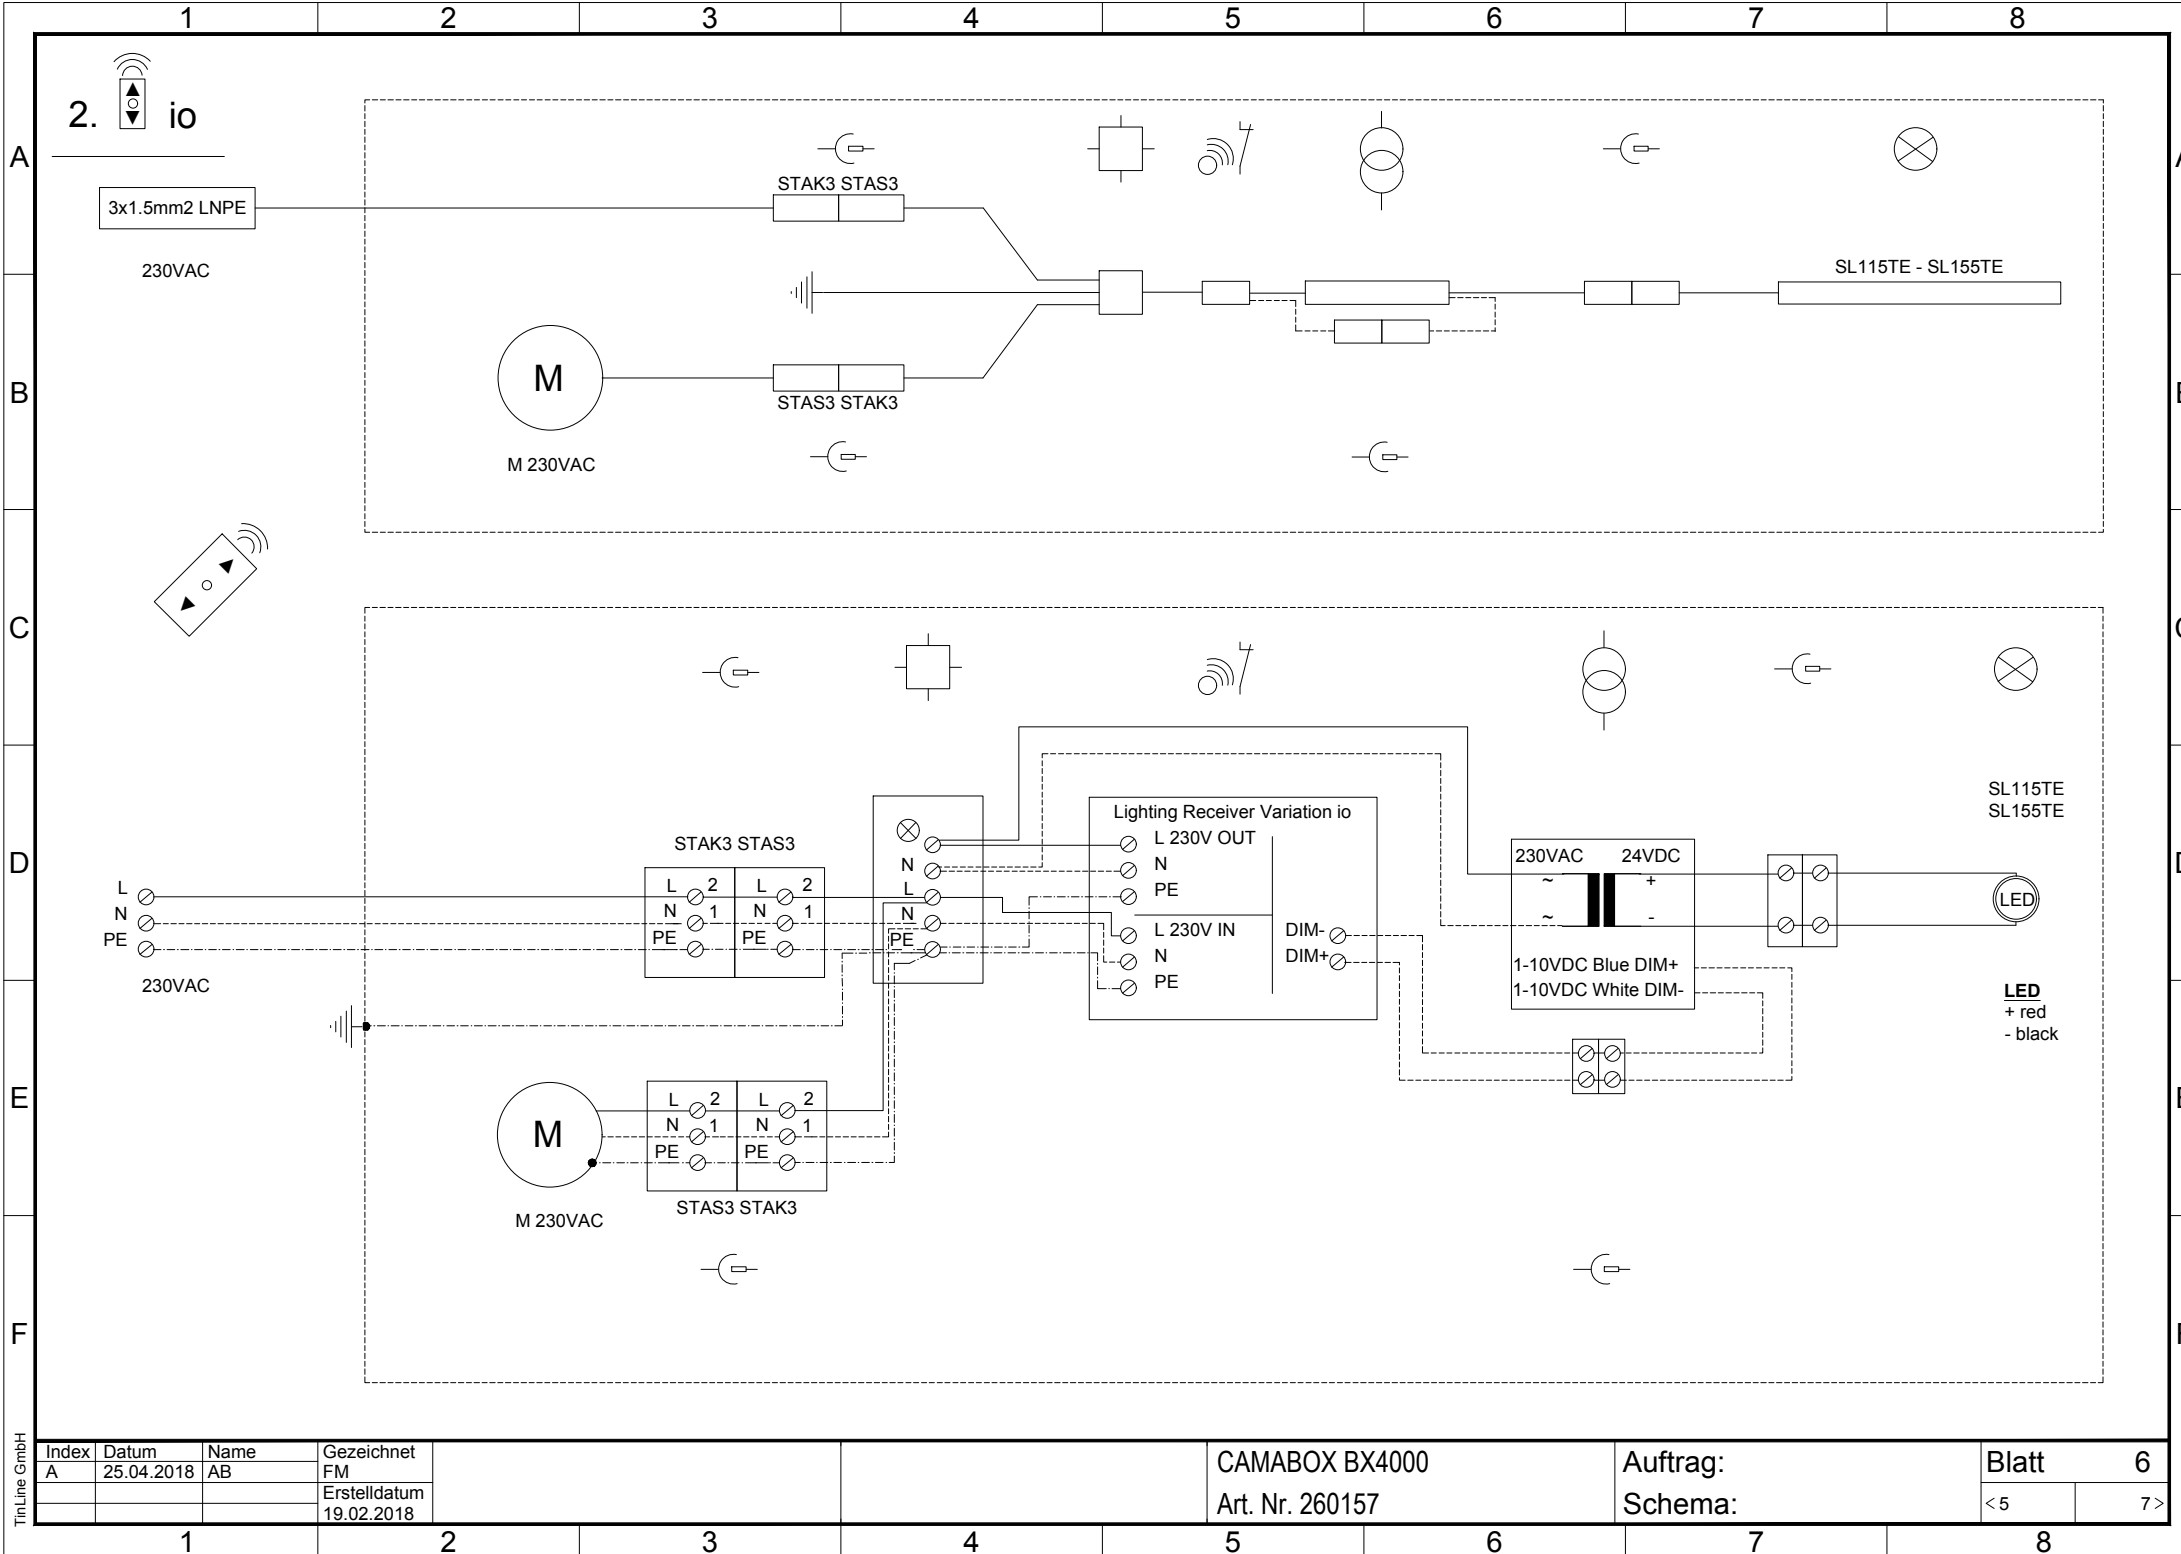 1 2 3 4 5 6 7 8
2. io
A
3x1.5mm2 LNPE
STAK3 STAS3
230VAC
SL115TE - SL155TE
M
STAS3 STAK3
B
M 230VAC
C
SL115TE
SL155TE
Lighting Receiver Variation io
L 230V OUT
N
PE
L 230V IN
N
PE
DIM-
DIM+
STAK3 STAS3
N
L
N
PE
D
L
N
PE
230VAC
L 2 L 2
N 1 N 1
PE PE
230VAC 24VDC
~ +
~ -
1-10VDC Blue DIM+
1-10VDC White DIM-
LED
LED
+ red
- black
E
M
L 2 L 2
N 1 N 1
PE PE
STAS3 STAK3
M 230VAC
F
TinLine GmbH
Index Datum Name Gezeichnet
A 25.04.2018 AB FM
Erstelldatum
19.02.2018
CAMABOX BX4000
Art. Nr. 260157
Auftrag:
Schema:
Blatt 6
< 5 7 >
1 2 3 4 5 6 7 8